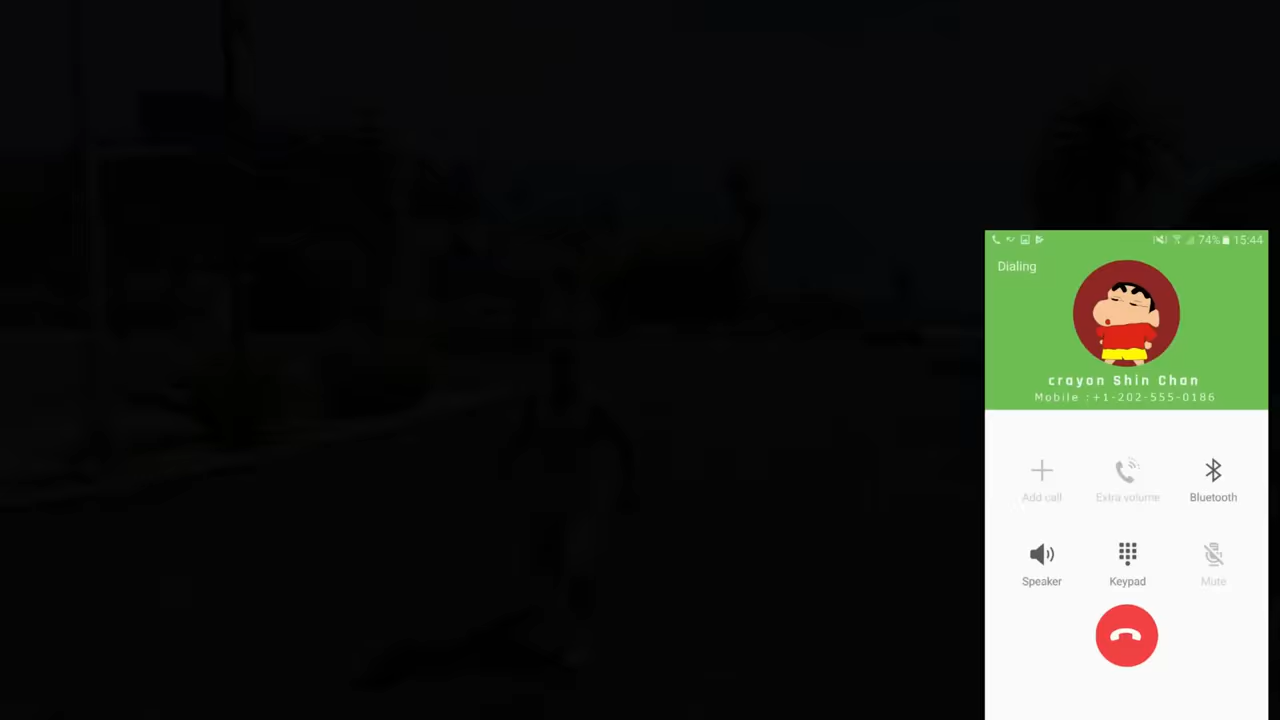 74% 15:44
Dialing
crayon Shin Chan
Mobile :+1-202-555-0186
Add call Extra volume Bluetooth
Speaker Keypad Mute